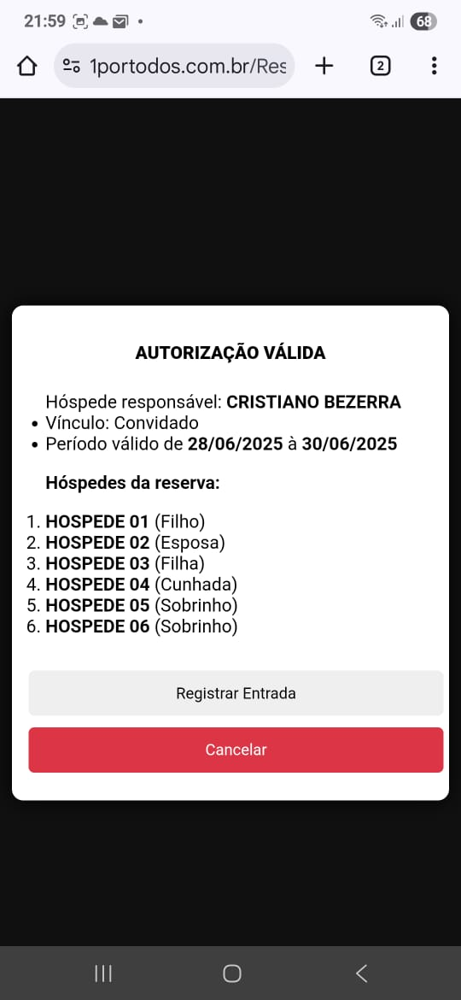 21:59
68
1portodos.com.br/Res
2
AUTORIZAÇÃO VÁLIDA
Hóspede responsável: CRISTIANO BEZERRA
• Vínculo: Convidado
• Período válido de 28/06/2025 à 30/06/2025
Hóspedes da reserva:
1. HOSPEDE 01 (Filho)
2. HOSPEDE 02 (Esposa)
3. HOSPEDE 03 (Filha)
4. HOSPEDE 04 (Cunhada)
5. HOSPEDE 05 (Sobrinho)
6. HOSPEDE 06 (Sobrinho)
Registrar Entrada
Cancelar